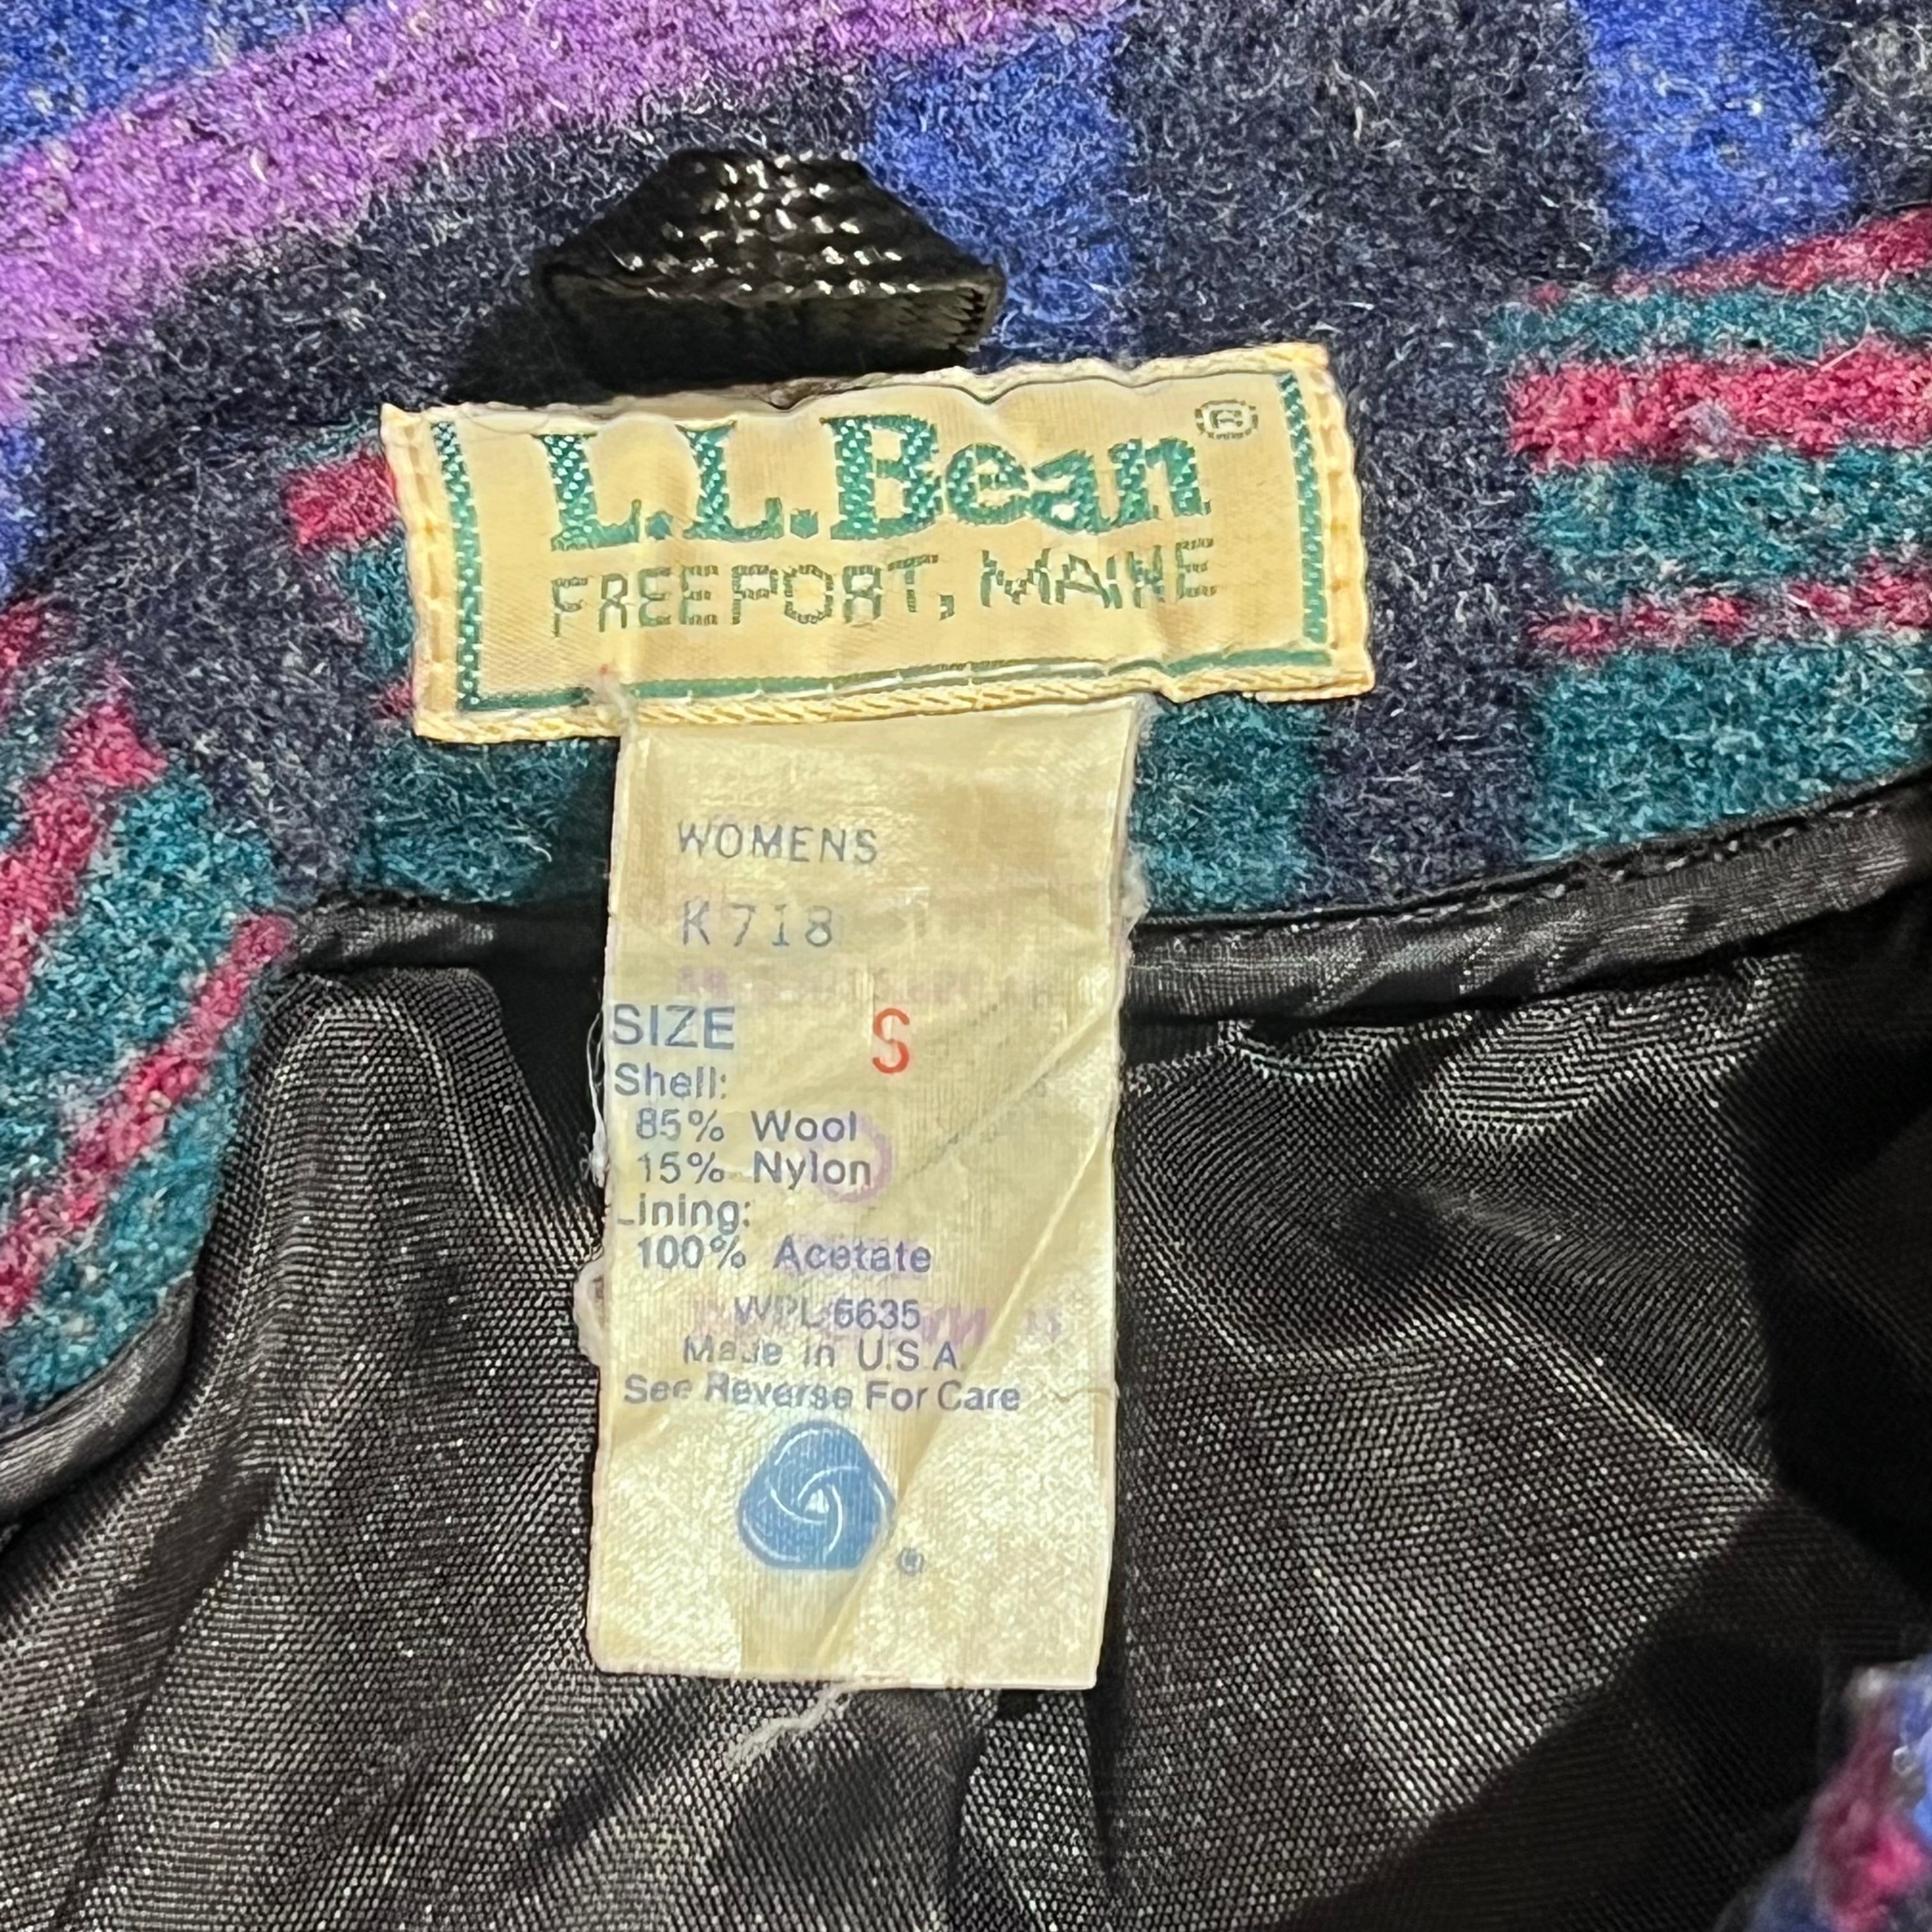 L.L.Bean®
FREEPORT, MAINE
WOMENS
K718
SIZE S
Shell:
85% Wool
15% Nylon
Lining:
100% Acetate
WPL 6635
Made in U.S.A.
See Reverse For Care
®